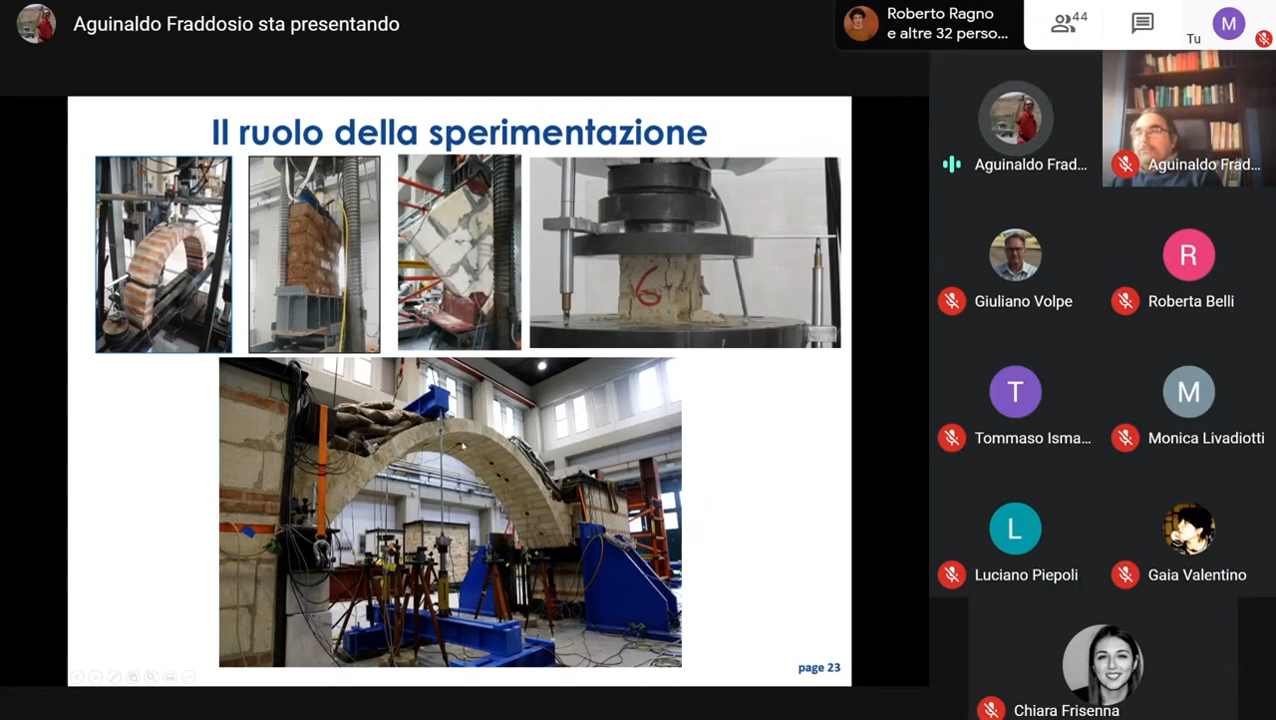 Aguinaldo Fraddosio sta presentando
Roberto Ragno
e altre 32 perso...
44
Tu
M
Il ruolo della sperimentazione
6
page 23
Aguinaldo Frad...
Aguinaldo Frad...
Giuliano Volpe
R
Roberta Belli
T
Tommaso Isma...
M
Monica Livadiotti
L
Luciano Piepoli
Gaia Valentino
Chiara Frisenna